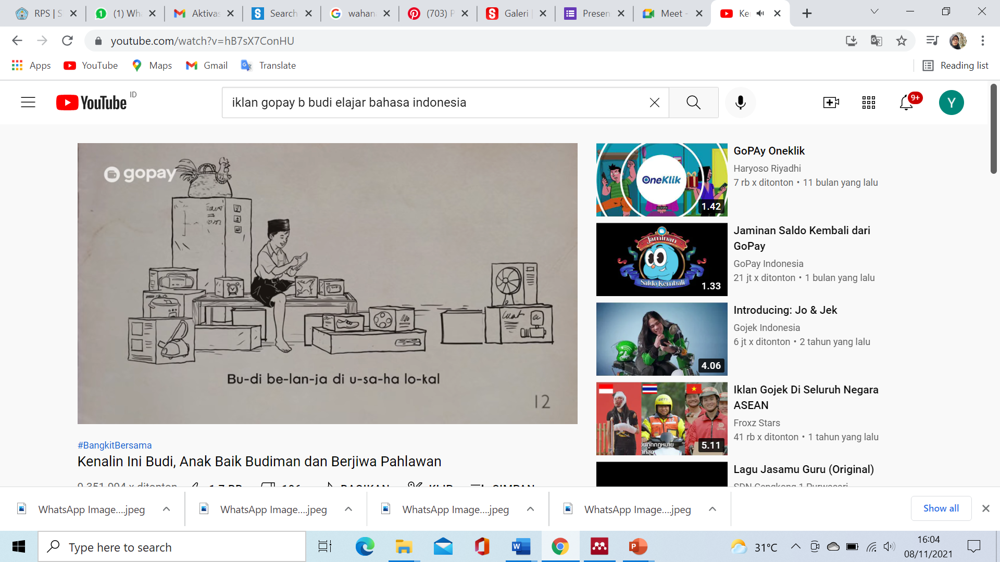 RPS | S
(1) Wh
Aktivas
Search
wahan
(703) P
Galeri |
Presen
Meet -
Ke
youtube.com/watch?v=hB7sX7ConHU
Apps
YouTube
Maps
Gmail
Translate
Reading list
YouTube ID
iklan gopay b budi elajar bahasa indonesia
9+
Y
gopay
Bu-di be-lan-ja di u-sa-ha lo-kal
12
#BangkitBersama
Kenalin Ini Budi, Anak Baik Budiman dan Berjiwa Pahlawan
OneKlik
1.42
GoPAy Oneklik
Haryoso Riyadhi
7 rb x ditonton • 11 bulan yang lalu
Jaminan
Saldo Kembali
1.33
Jaminan Saldo Kembali dari
GoPay
GoPay Indonesia
21 jt x ditonton • 1 bulan yang lalu
4.06
Introducing: Jo & Jek
Gojek Indonesia
6 jt x ditonton • 2 tahun yang lalu
GET
5.11
Iklan Gojek Di Seluruh Negara
ASEAN
Froxz Stars
41 rb x ditonton • 1 tahun yang lalu
Lagu Jasamu Guru (Original)
WhatsApp Image....jpeg
WhatsApp Image....jpeg
WhatsApp Image....jpeg
WhatsApp Image....jpeg
Show all
Type here to search
31°C
16:04
08/11/2021